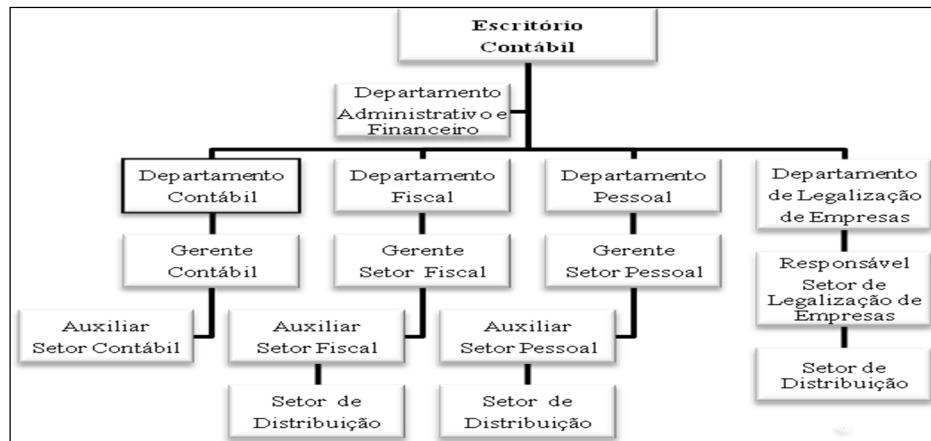 Escritório
Contábil
Departamento
Administrativo e
Financeiro
Departamento
Contábil
Departamento
Fiscal
Departamento
Pessoal
Departamento
de Legalização
de Empresas
Gerente
Contábil
Gerente
Setor Fiscal
Gerente
Setor Pessoal
Responsável
Setor de
Legalização de
Empresas
Auxiliar
Setor Contábil
Auxiliar
Setor Fiscal
Auxiliar
Setor Pessoal
Setor de
Distribuição
Setor de
Distribuição
Setor de
Distribuição